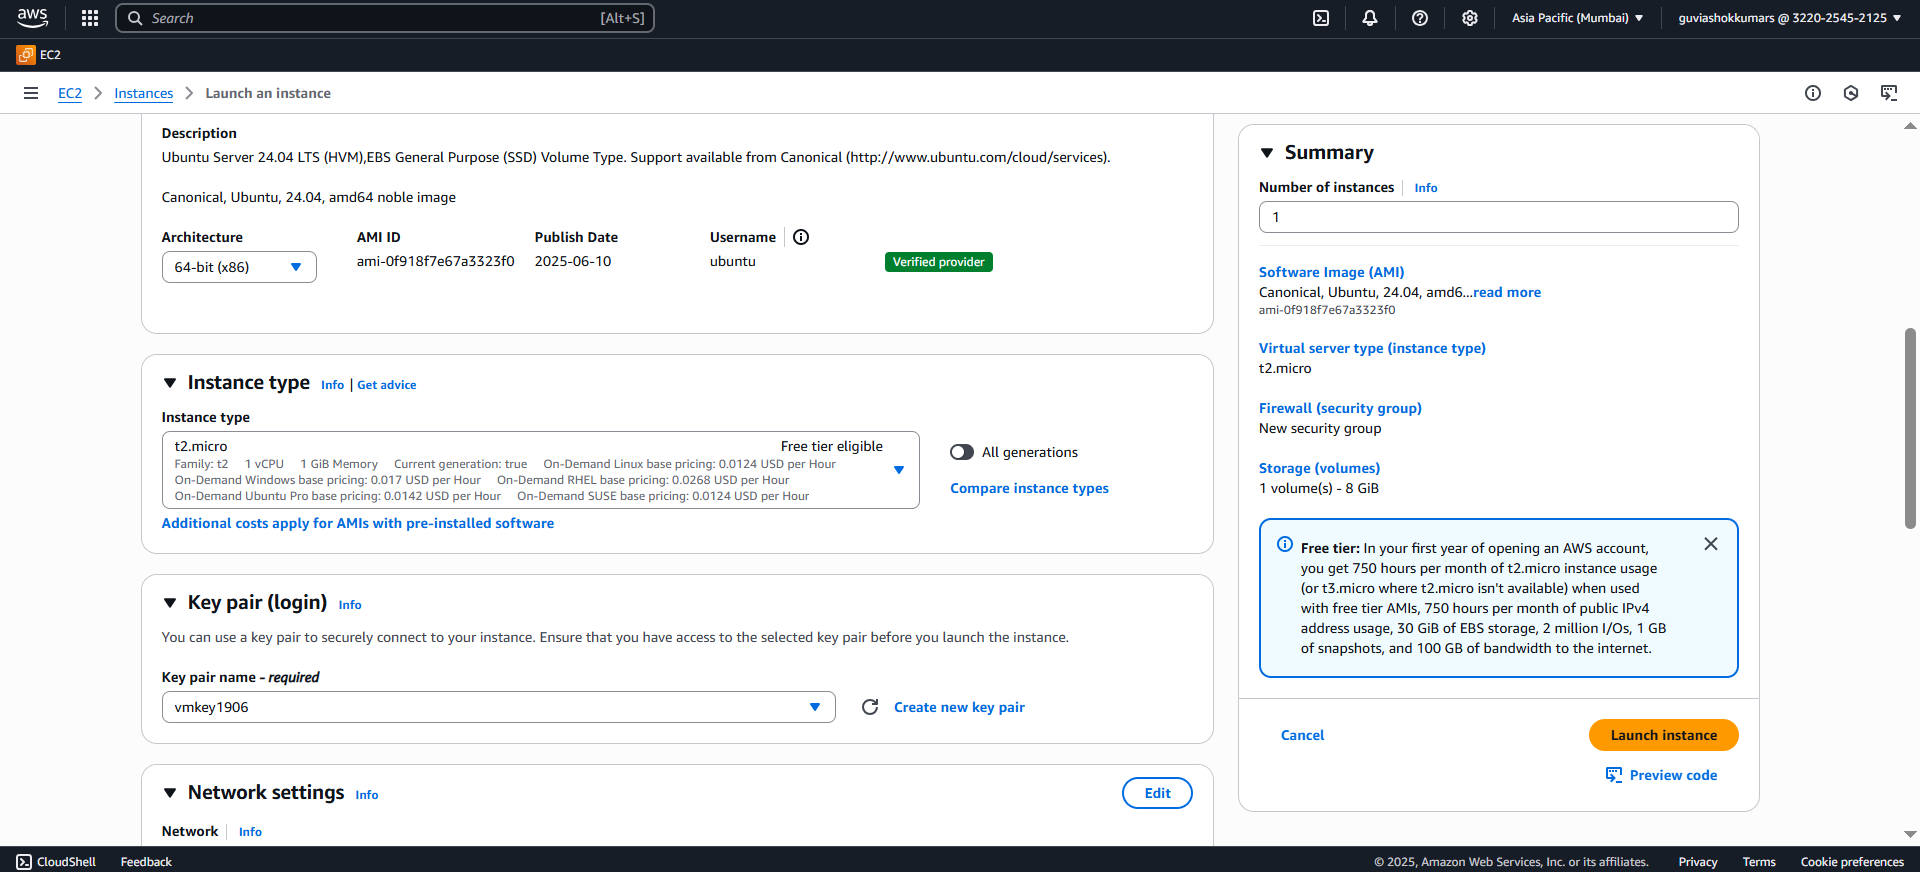 aws
Search [Alt+S]
Asia Pacific (Mumbai)
guviashokkumars @ 3220-2545-2125
EC2
EC2 > Instances > Launch an instance
Description
Ubuntu Server 24.04 LTS (HVM),EBS General Purpose (SSD) Volume Type. Support available from Canonical (http://www.ubuntu.com/cloud/services).
Canonical, Ubuntu, 24.04, amd64 noble image
Architecture AMI ID Publish Date Username
64-bit (x86) ami-0f918f7e67a3323f0 2025-06-10 ubuntu Verified provider
Instance type Info | Get advice
Instance type
t2.micro Free tier eligible
Family: t2 1 vCPU 1 GiB Memory Current generation: true On-Demand Linux base pricing: 0.0124 USD per Hour
On-Demand Windows base pricing: 0.017 USD per Hour On-Demand RHEL base pricing: 0.0268 USD per Hour
On-Demand Ubuntu Pro base pricing: 0.0142 USD per Hour On-Demand SUSE base pricing: 0.0124 USD per Hour
All generations
Compare instance types
Additional costs apply for AMIs with pre-installed software
Key pair (login) Info
You can use a key pair to securely connect to your instance. Ensure that you have access to the selected key pair before you launch the instance.
Key pair name - required
vmkey1906
Create new key pair
Network settings Info
Edit
Network Info
Summary
Number of instances Info
1
Software Image (AMI)
Canonical, Ubuntu, 24.04, amd6...read more
ami-0f918f7e67a3323f0
Virtual server type (instance type)
t2.micro
Firewall (security group)
New security group
Storage (volumes)
1 volume(s) - 8 GiB
Free tier: In your first year of opening an AWS account,
you get 750 hours per month of t2.micro instance usage
(or t3.micro where t2.micro isn't available) when used
with free tier AMIs, 750 hours per month of public IPv4
address usage, 30 GiB of EBS storage, 2 million I/Os, 1 GB
of snapshots, and 100 GB of bandwidth to the internet.
Cancel
Launch instance
Preview code
CloudShell Feedback
© 2025, Amazon Web Services, Inc. or its affiliates. Privacy Terms Cookie preferences